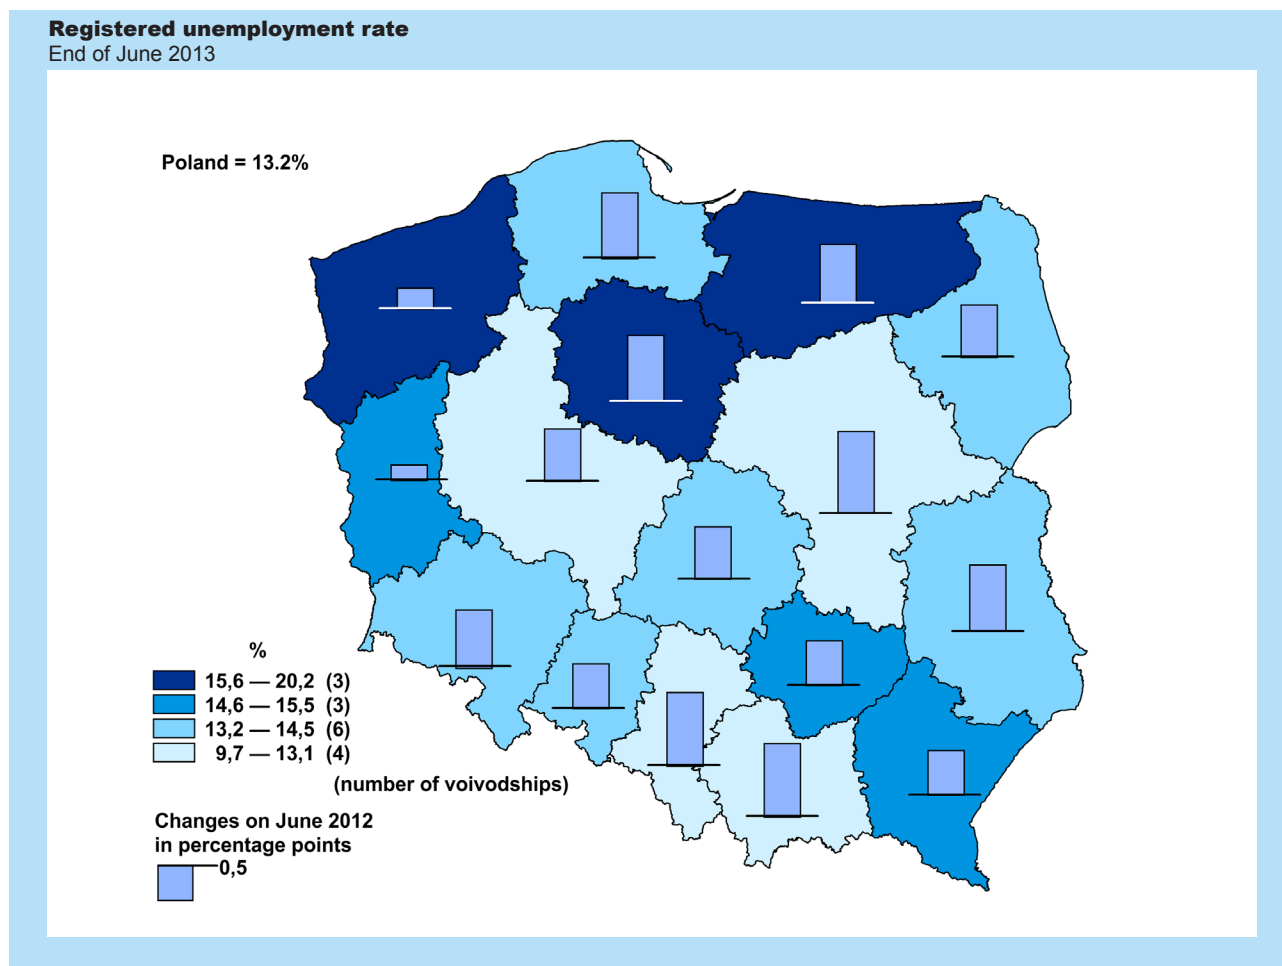 Registered unemployment rate
End of June 2013
Poland = 13.2%
%
15,6 — 20,2 (3)
14,6 — 15,5 (3)
13,2 — 14,5 (6)
9,7 — 13,1 (4)
(number of voivodships)
Changes on June 2012
in percentage points
0,5